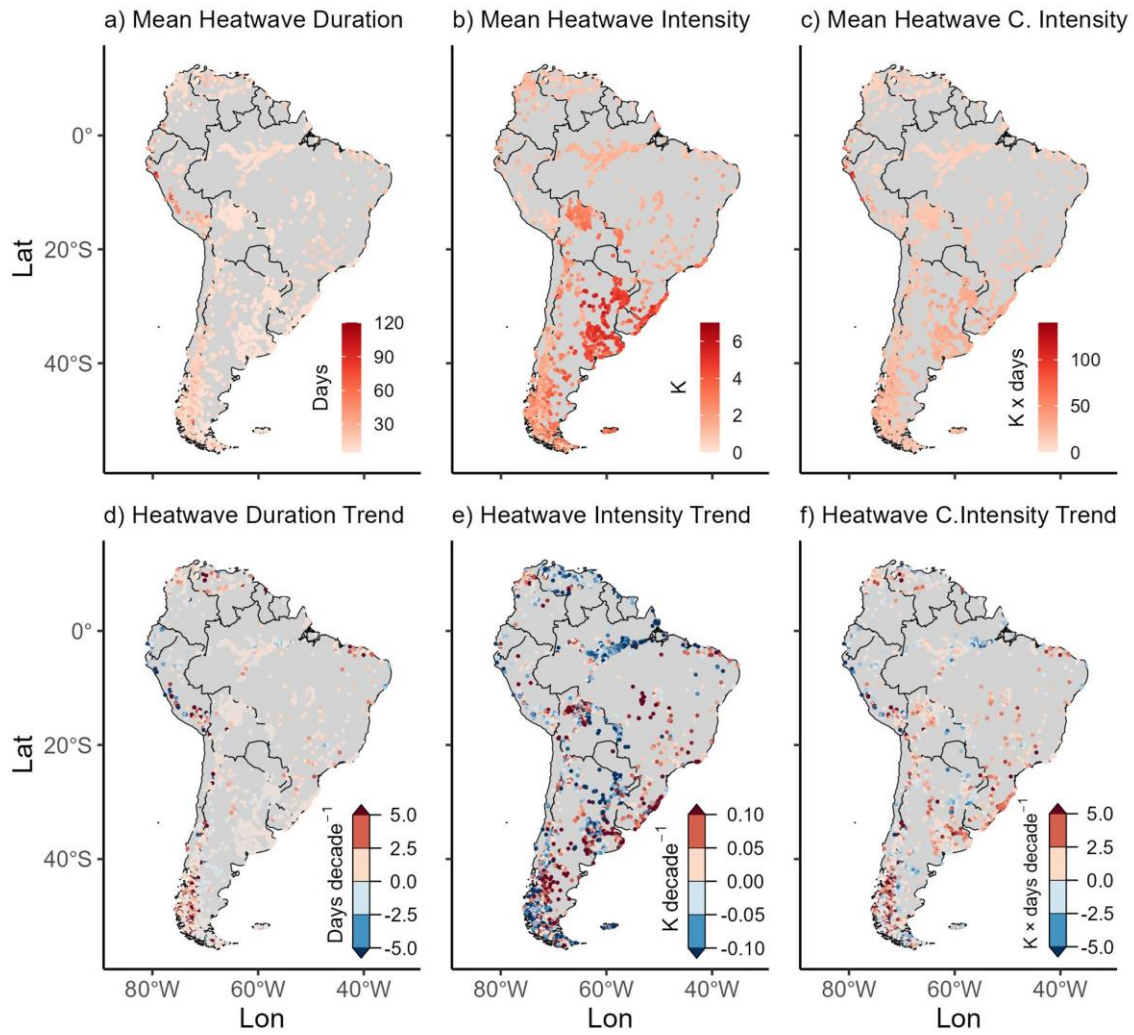 a) Mean Heatwave Duration
b) Mean Heatwave Intensity
c) Mean Heatwave C. Intensity
Lat
0°
20°S
40°S
Days
120
90
60
30
K
6
4
2
0
K x days
100
50
0
d) Heatwave Duration Trend
e) Heatwave Intensity Trend
f) Heatwave C.Intensity Trend
Lat
0°
20°S
40°S
Days decade⁻¹
5.0
2.5
0.0
-2.5
-5.0
K decade⁻¹
0.10
0.05
0.00
-0.05
-0.10
K × days decade⁻¹
5.0
2.5
0.0
-2.5
-5.0
80°W 60°W 40°W
80°W 60°W 40°W
80°W 60°W 40°W
Lon
Lon
Lon